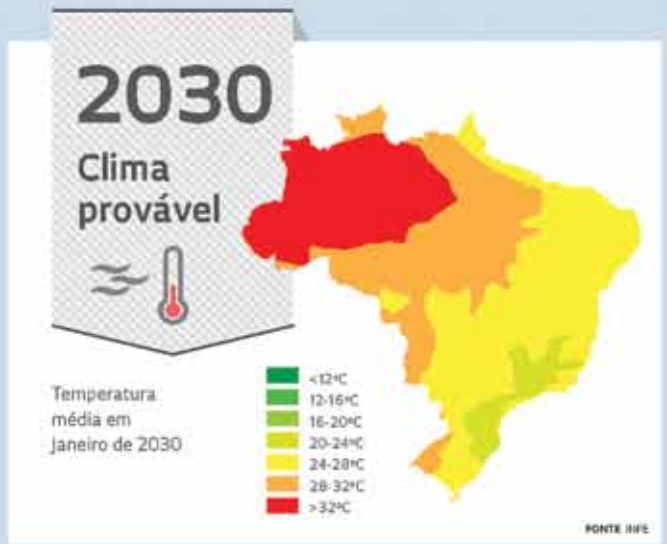 2030
Clima
provável
Temperatura
média em
Janeiro de 2030
<12ºC
12-16ºC
16-20ºC
20-24ºC
24-28ºC
28-32ºC
>32ºC
FONTE